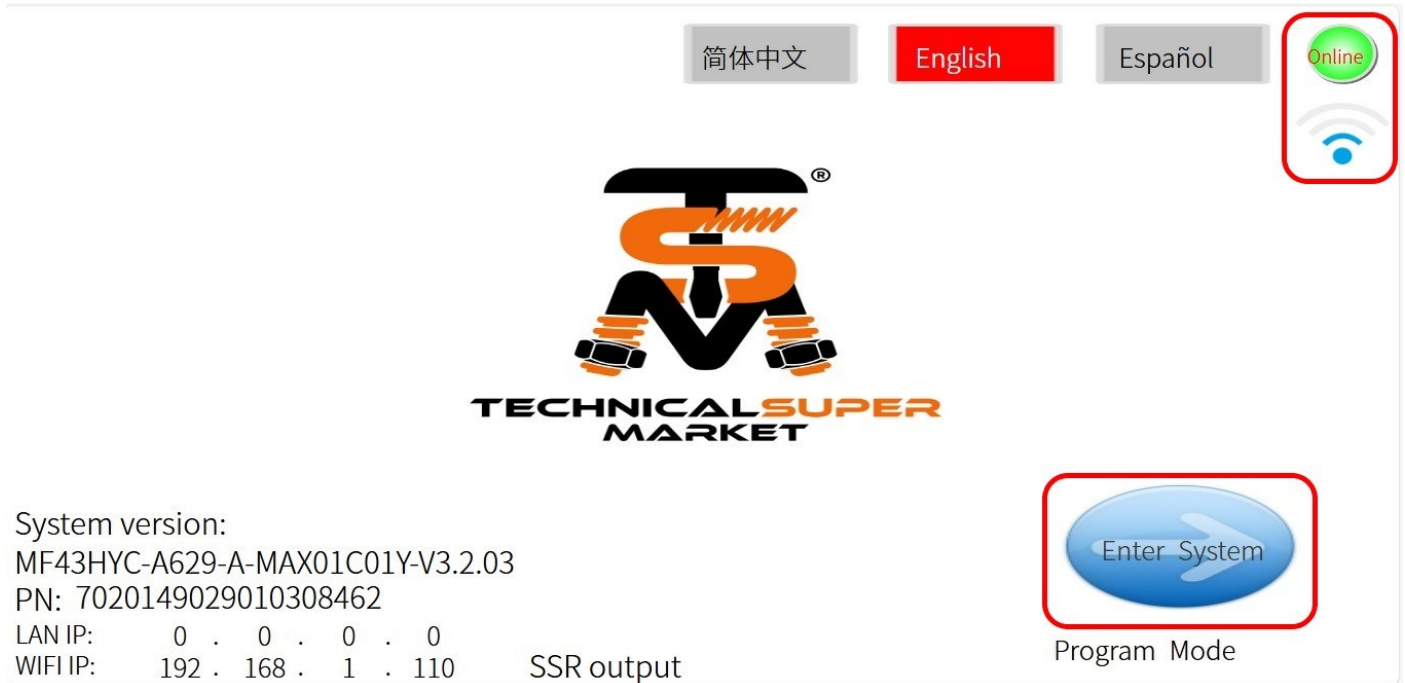 简体中文 English Español Online
®
TECHNICALSUPER
MARKET
System version:
MF43HYC-A629-A-MAX01C01Y-V3.2.03
PN: 7020149029010308462
LAN IP: 0 . 0 . 0 . 0
WIFI IP: 192 . 168 . 1 . 110
SSR output
Enter System
Program Mode